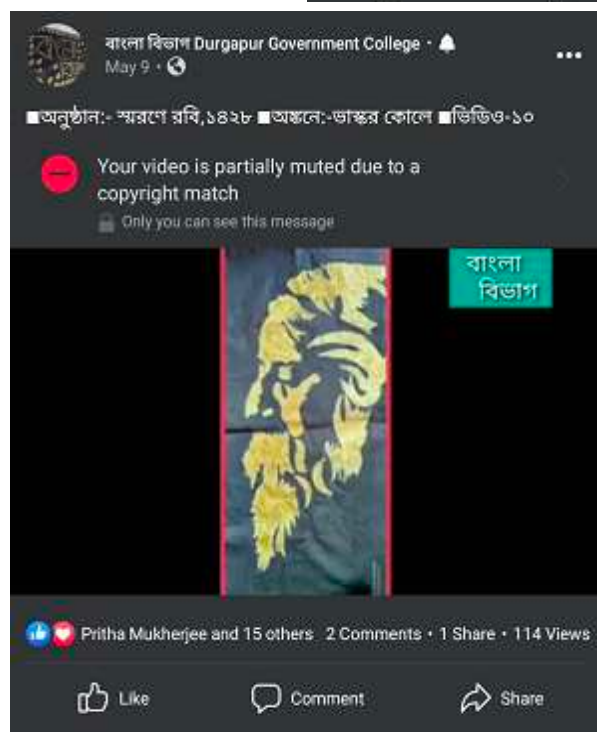 বাংলা বিভাগ Durgapur Government College ·
May 9 ·
■অনুষ্ঠান:- স্মরণে রবি,১৪২৮ ■অঙ্কনে:-ভাস্কর কোলে ■ভিডিও-১০
Your video is partially muted due to a
copyright match
Only you can see this message
বাংলা
বিভাগ
Pritha Mukherjee and 15 others 2 Comments · 1 Share · 114 Views
Like Comment Share